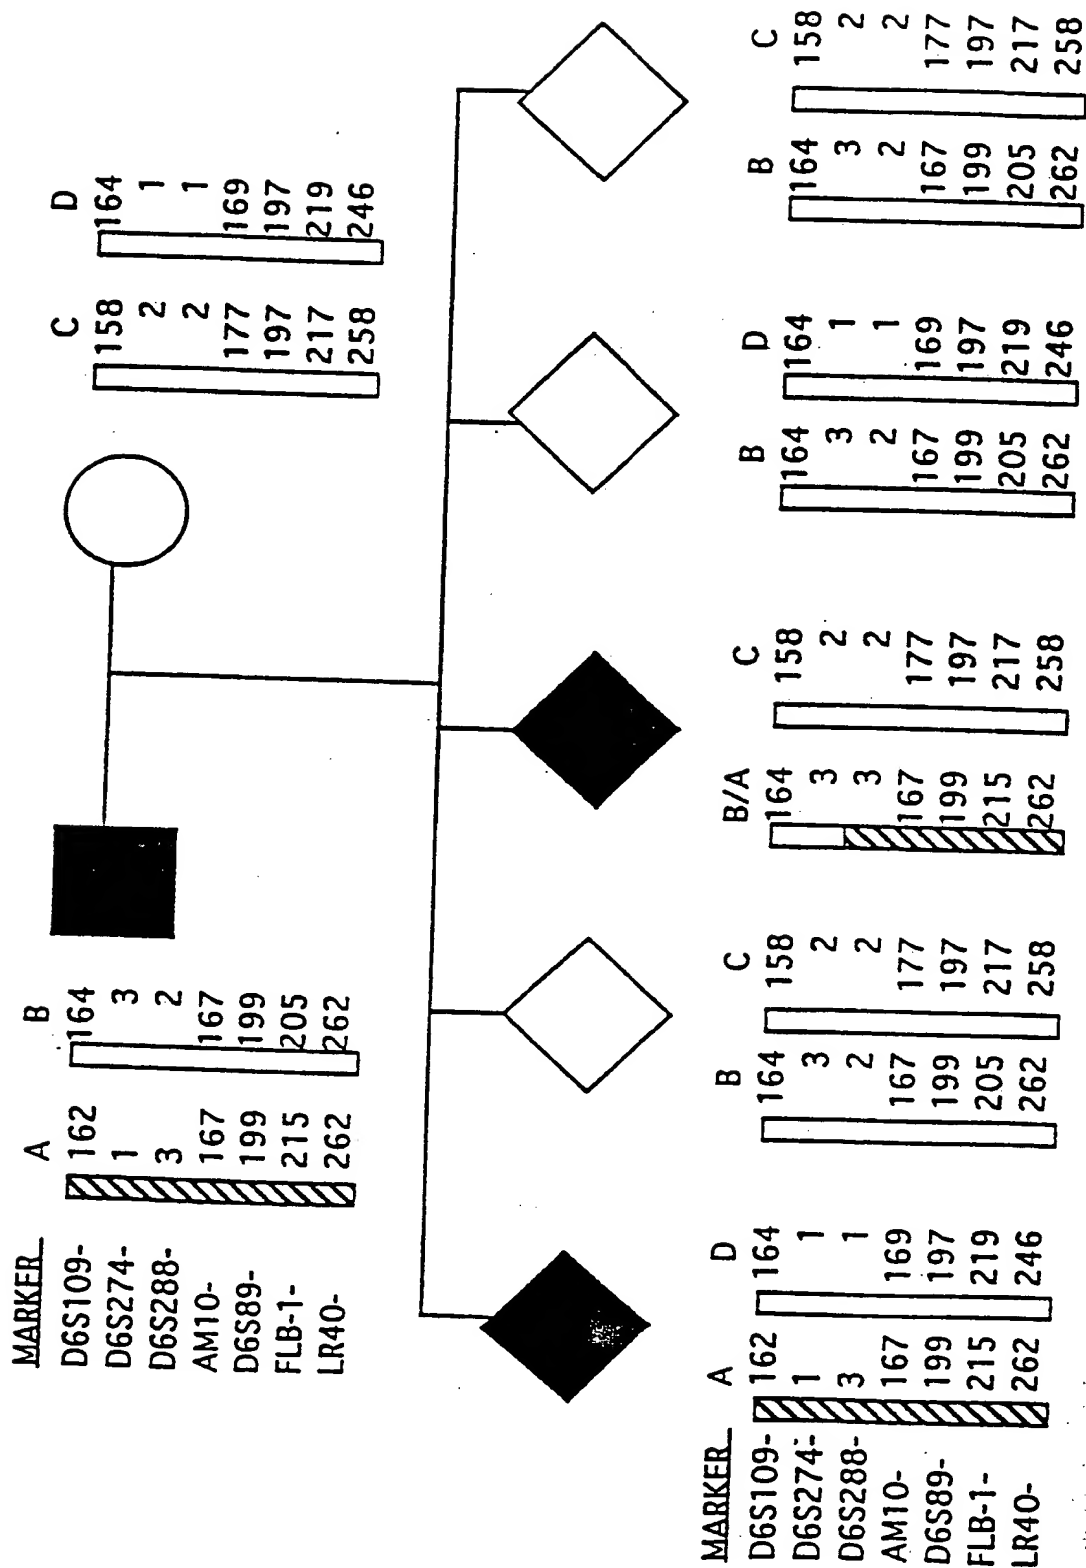 MARKER A B C D
D6S109- 162 164 158 164
D6S274- 1 3 2 1
D6S288- 3 2 2 1
AM10- 167 167 177 169
D6S89- 199 199 197 197
FLB-1- 215 205 217 219
LR40- 262 262 258 246
MARKER A D B C B/A C B D B C
D6S109- 162 164 164 158 164 158 164 164 164 158
D6S274- 1 1 3 2 3 2 3 1 3 2
D6S288- 3 1 2 2 3 2 2 1 2 2
AM10- 167 169 167 177 167 177 167 169 167 177
D6S89- 199 197 199 197 199 197 199 197 199 197
FLB-1- 215 219 205 217 215 217 205 219 205 217
LR40- 262 246 262 258 262 258 262 246 262 258